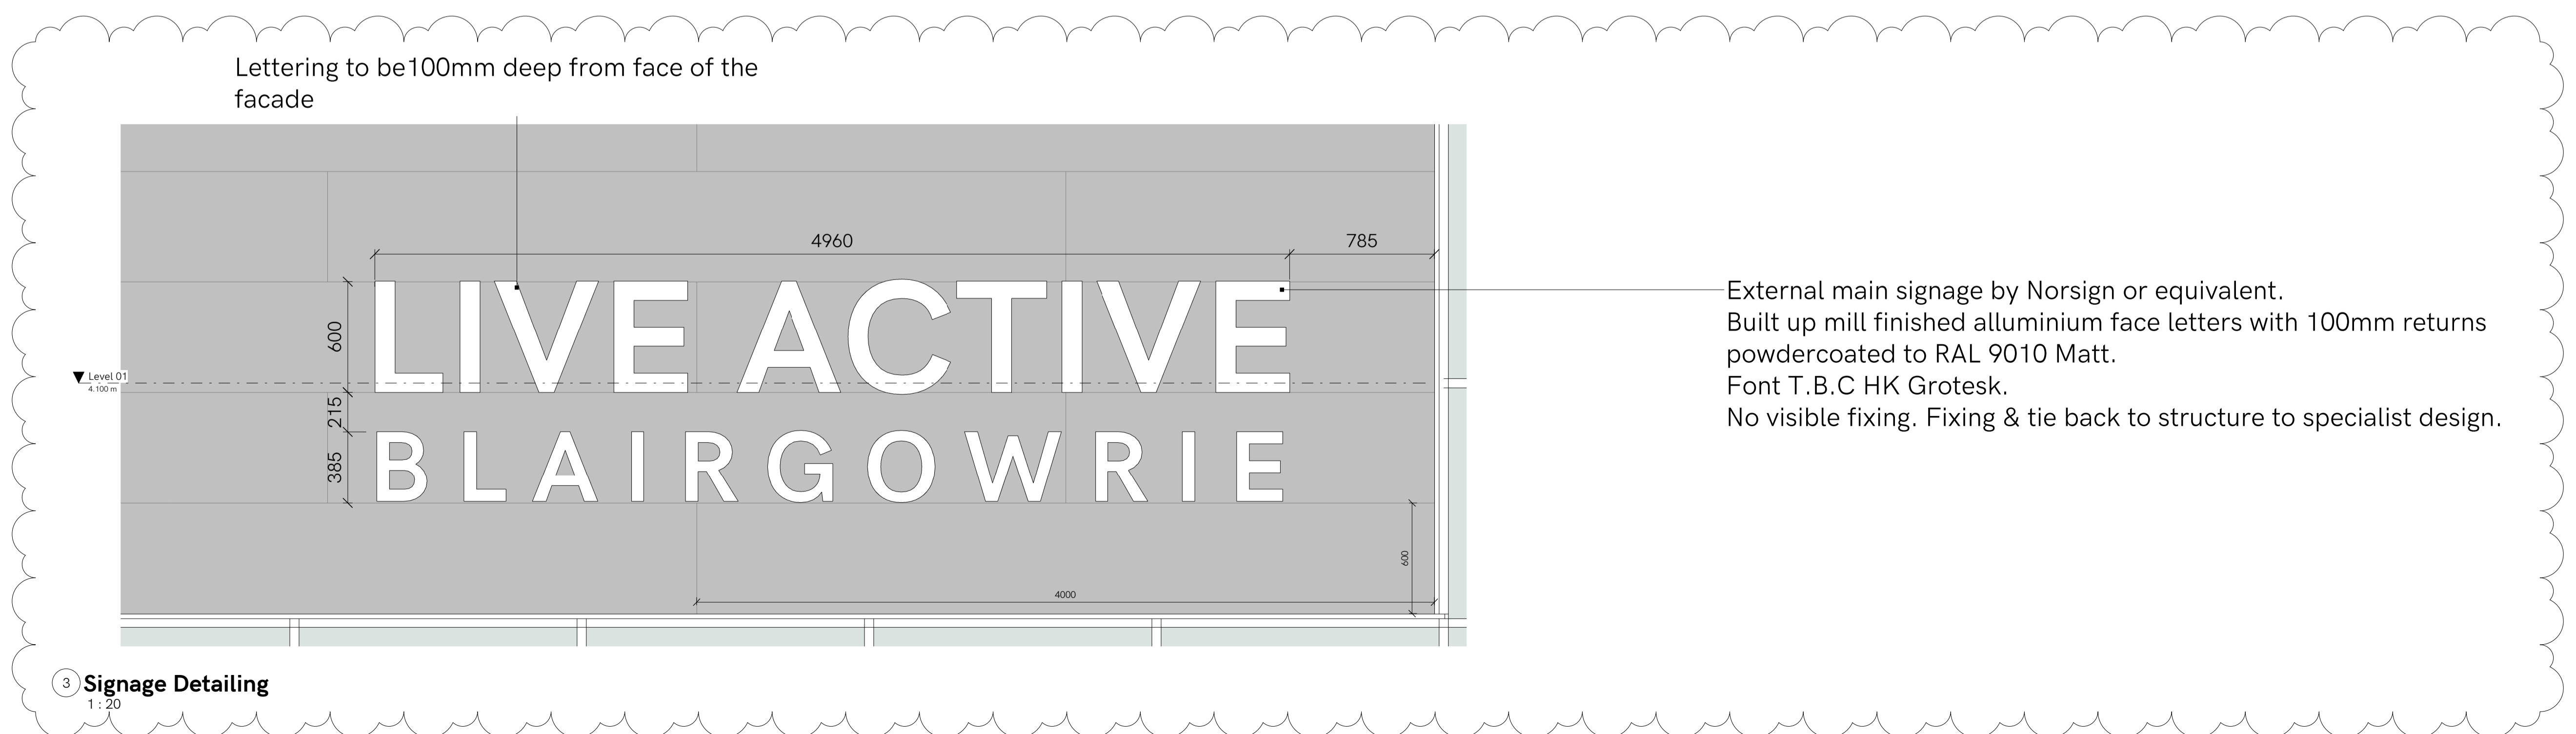 Lettering to be100mm deep from face of the
facade
4960
785
600
215
385
LIVE ACTIVE
BLAIRGOWRIE
Level 01
4.100 m
External main signage by Norsign or equivalent.
Built up mill finished alluminium face letters with 100mm returns
powdercoated to RAL 9010 Matt.
Font T.B.C HK Grotesk.
No visible fixing. Fixing & tie back to structure to specialist design.
600
4000
3 Signage Detailing
1 : 20